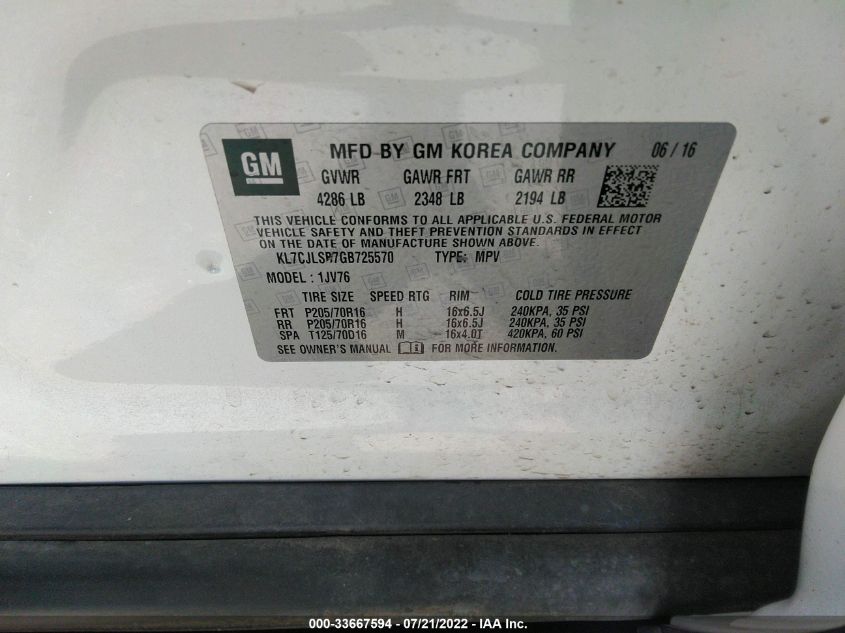 GM
MFD BY GM KOREA COMPANY 06 / 16
GVWR GAWR FRT GAWR RR
4286 LB 2348 LB 2194 LB
THIS VEHICLE CONFORMS TO ALL APPLICABLE U.S. FEDERAL MOTOR
VEHICLE SAFETY AND THEFT PREVENTION STANDARDS IN EFFECT
ON THE DATE OF MANUFACTURE SHOWN ABOVE.
KL7CJLSB7GB725570 TYPE: MPV
MODEL : 1JV76
TIRE SIZE SPEED RTG RIM COLD TIRE PRESSURE
FRT P205/70R16 H 16x6.5J 240KPA, 35 PSI
RR P205/70R16 H 16x6.5J 240KPA, 35 PSI
SPA T125/70D16 M 16x4.0T 420KPA, 60 PSI
SEE OWNER'S MANUAL FOR MORE INFORMATION.
000-33667594 - 07/21/2022 - IAA Inc.